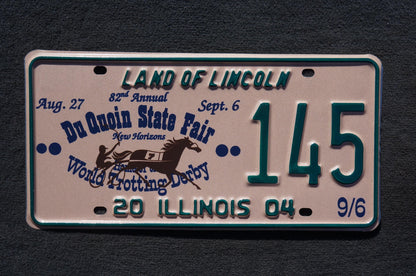 LAND OF LINCOLN
82nd Annual
Aug. 27 Sept. 6
Du Quoin State Fair
New Horizons
7
World Trotting Derby
145
20 ILLINOIS 04
9/6